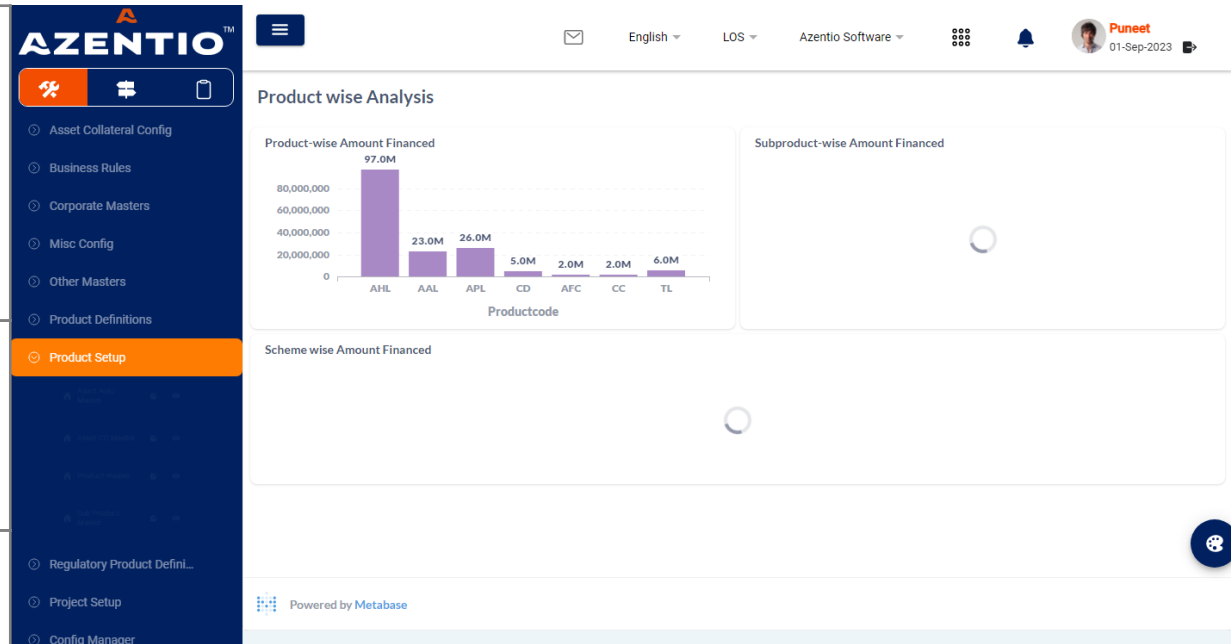 AZENTIO™
English
LOS
Azentio Software
Puneet
01-Sep-2023
Asset Collateral Config
Business Rules
Corporate Masters
Misc Config
Other Masters
Product Definitions
Product Setup
Regulatory Product Defini...
Project Setup
Config Manager
Product wise Analysis
Product-wise Amount Financed
97.0M
80,000,000
60,000,000
40,000,000
20,000,000
0
23.0M
26.0M
5.0M
2.0M
2.0M
6.0M
AHL AAL APL CD AFC CC TL
Productcode
Subproduct-wise Amount Financed
Scheme wise Amount Financed
Powered by Metabase